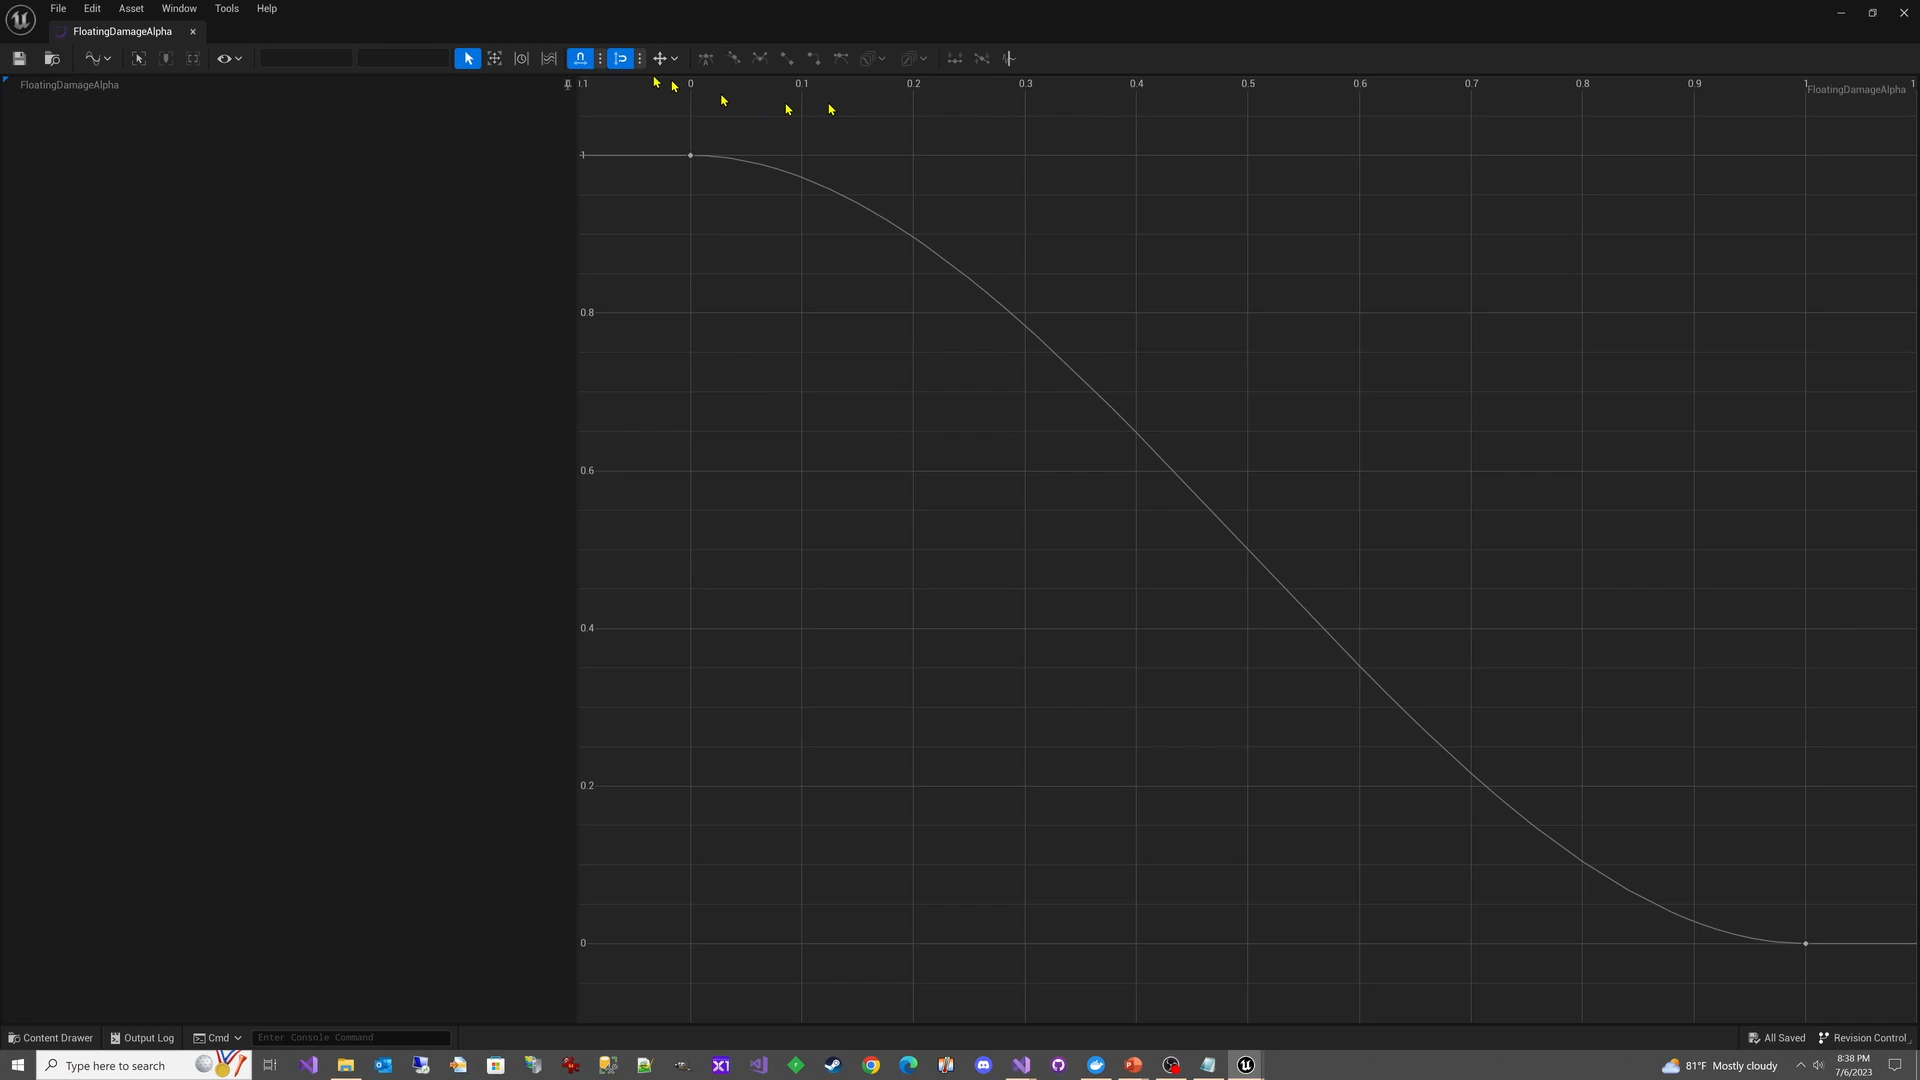 File Edit Asset Window Tools Help
FloatingDamageAlpha
FloatingDamageAlpha
0 0.1 0.2 0.3 0.4 0.5 0.6 0.7 0.8 0.9 1
FloatingDamageAlpha
1
0.8
0.6
0.4
0.2
0
Content Drawer Output Log Cmd Enter Console Command All Saved Revision Control
Type here to search 81°F Mostly cloudy 8:38 PM
7/6/2023